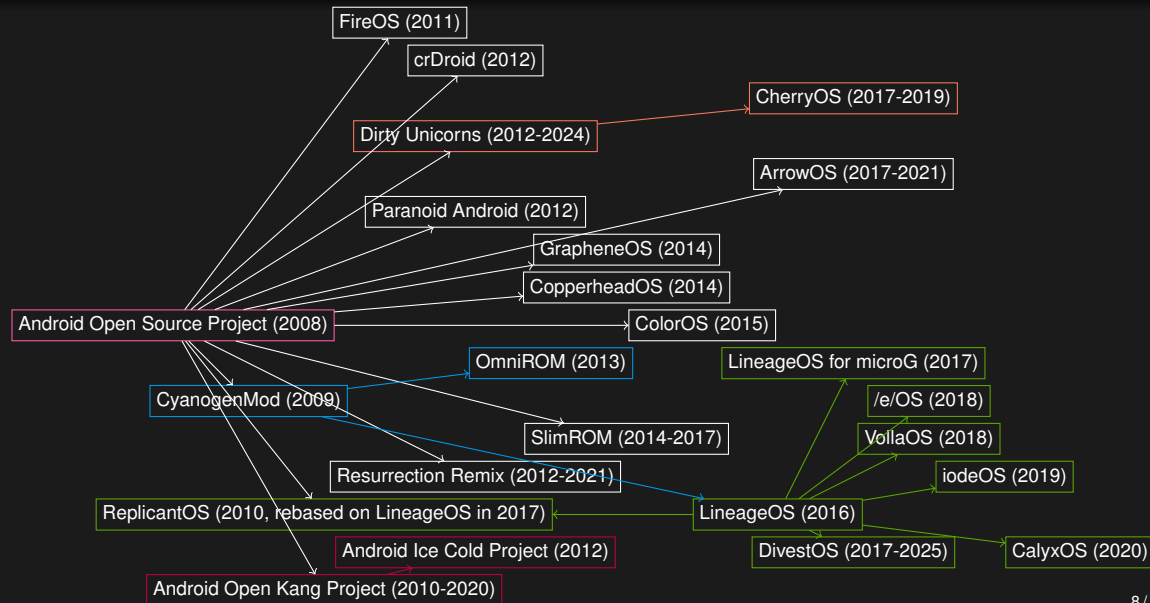 FireOS (2011)
crDroid (2012)
CherryOS (2017-2019)
Dirty Unicorns (2012-2024)
ArrowOS (2017-2021)
Paranoid Android (2012)
GrapheneOS (2014)
CopperheadOS (2014)
Android Open Source Project (2008)
ColorOS (2015)
OmniROM (2013)
LineageOS for microG (2017)
CyanogenMod (2009)
/e/OS (2018)
SlimROM (2014-2017)
VollaOS (2018)
Resurrection Remix (2012-2021)
iodeOS (2019)
ReplicantOS (2010, rebased on LineageOS in 2017)
LineageOS (2016)
Android Ice Cold Project (2012)
DivestOS (2017-2025)
CalyxOS (2020)
Android Open Kang Project (2010-2020)
8 /